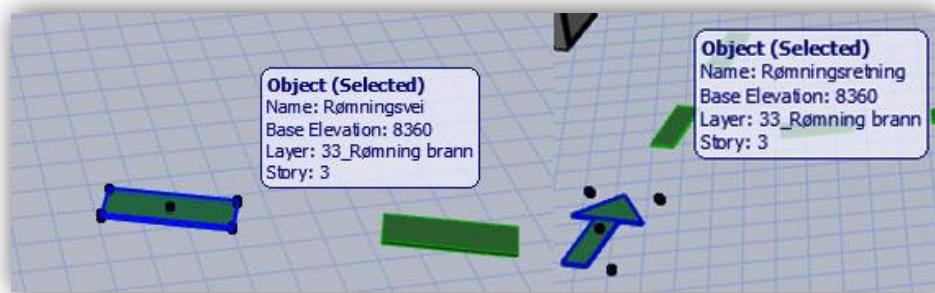 Object (Selected)
Name: Rømningsvei
Base Elevation: 8360
Layer: 33_Rømning brann
Story: 3
Object (Selected)
Name: Rømningsretning
Base Elevation: 8360
Layer: 33_Rømning brann
Story: 3